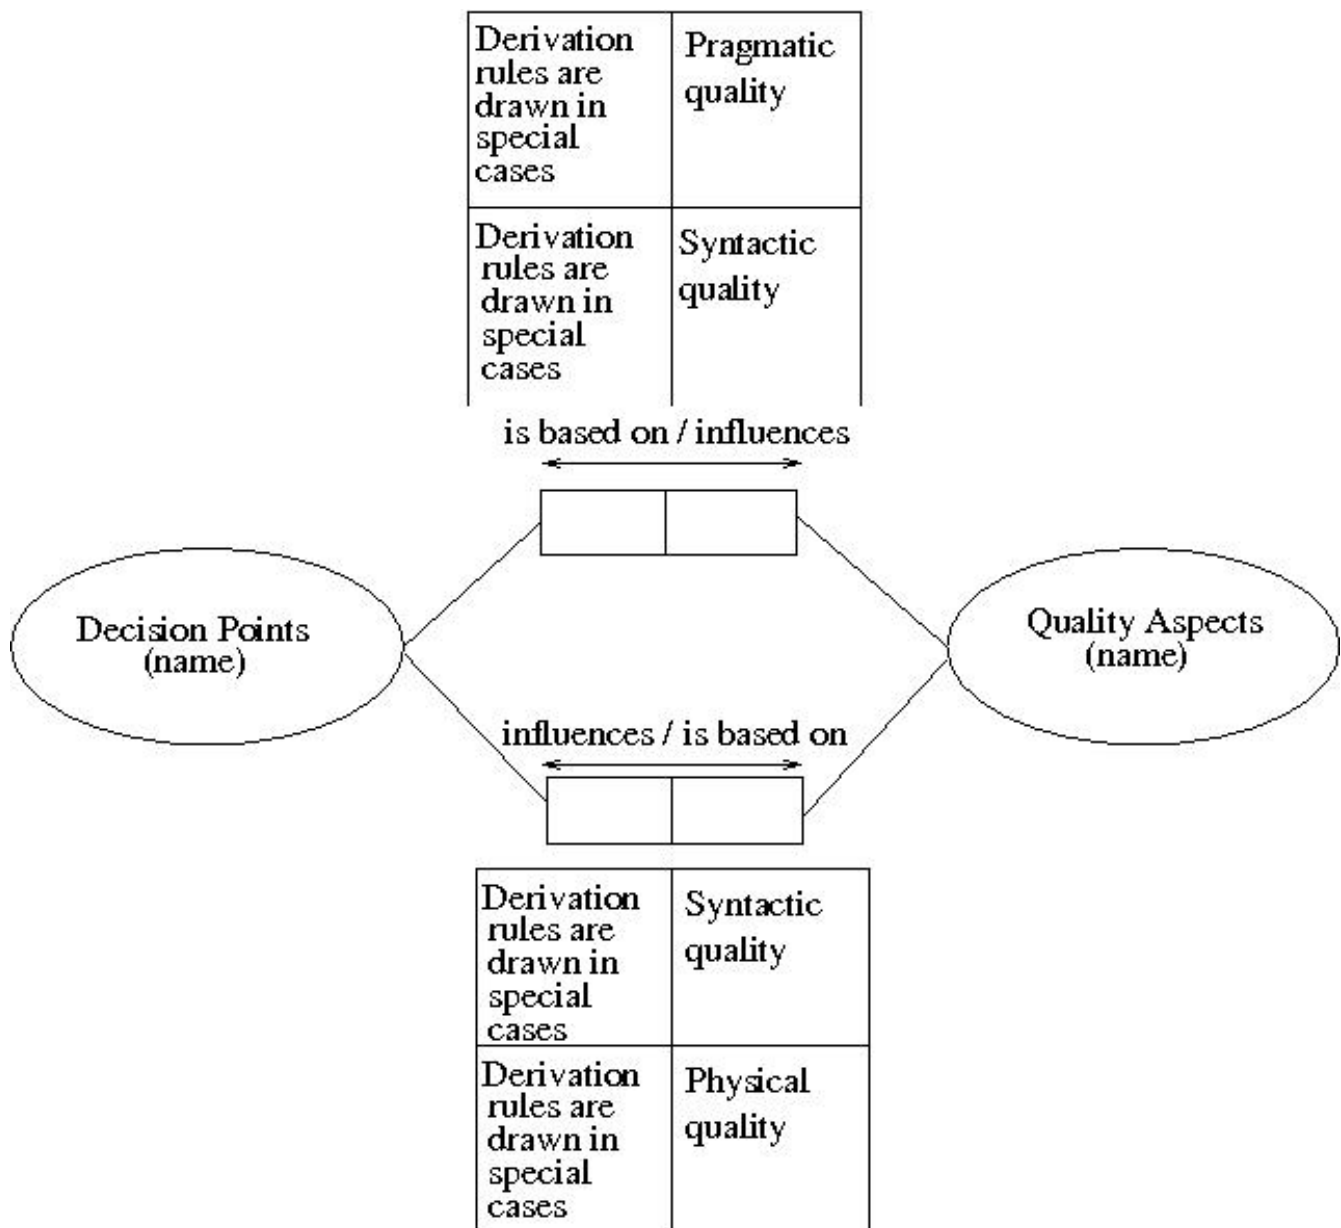 Derivation
rules are
drawn in
special
cases
Pragmatic
quality
Derivation
rules are
drawn in
special
cases
Syntactic
quality
is based on / influences
Decision Points
(name)
Quality Aspects
(name)
influences / is based on
Derivation
rules are
drawn in
special
cases
Syntactic
quality
Derivation
rules are
drawn in
special
cases
Physical
quality